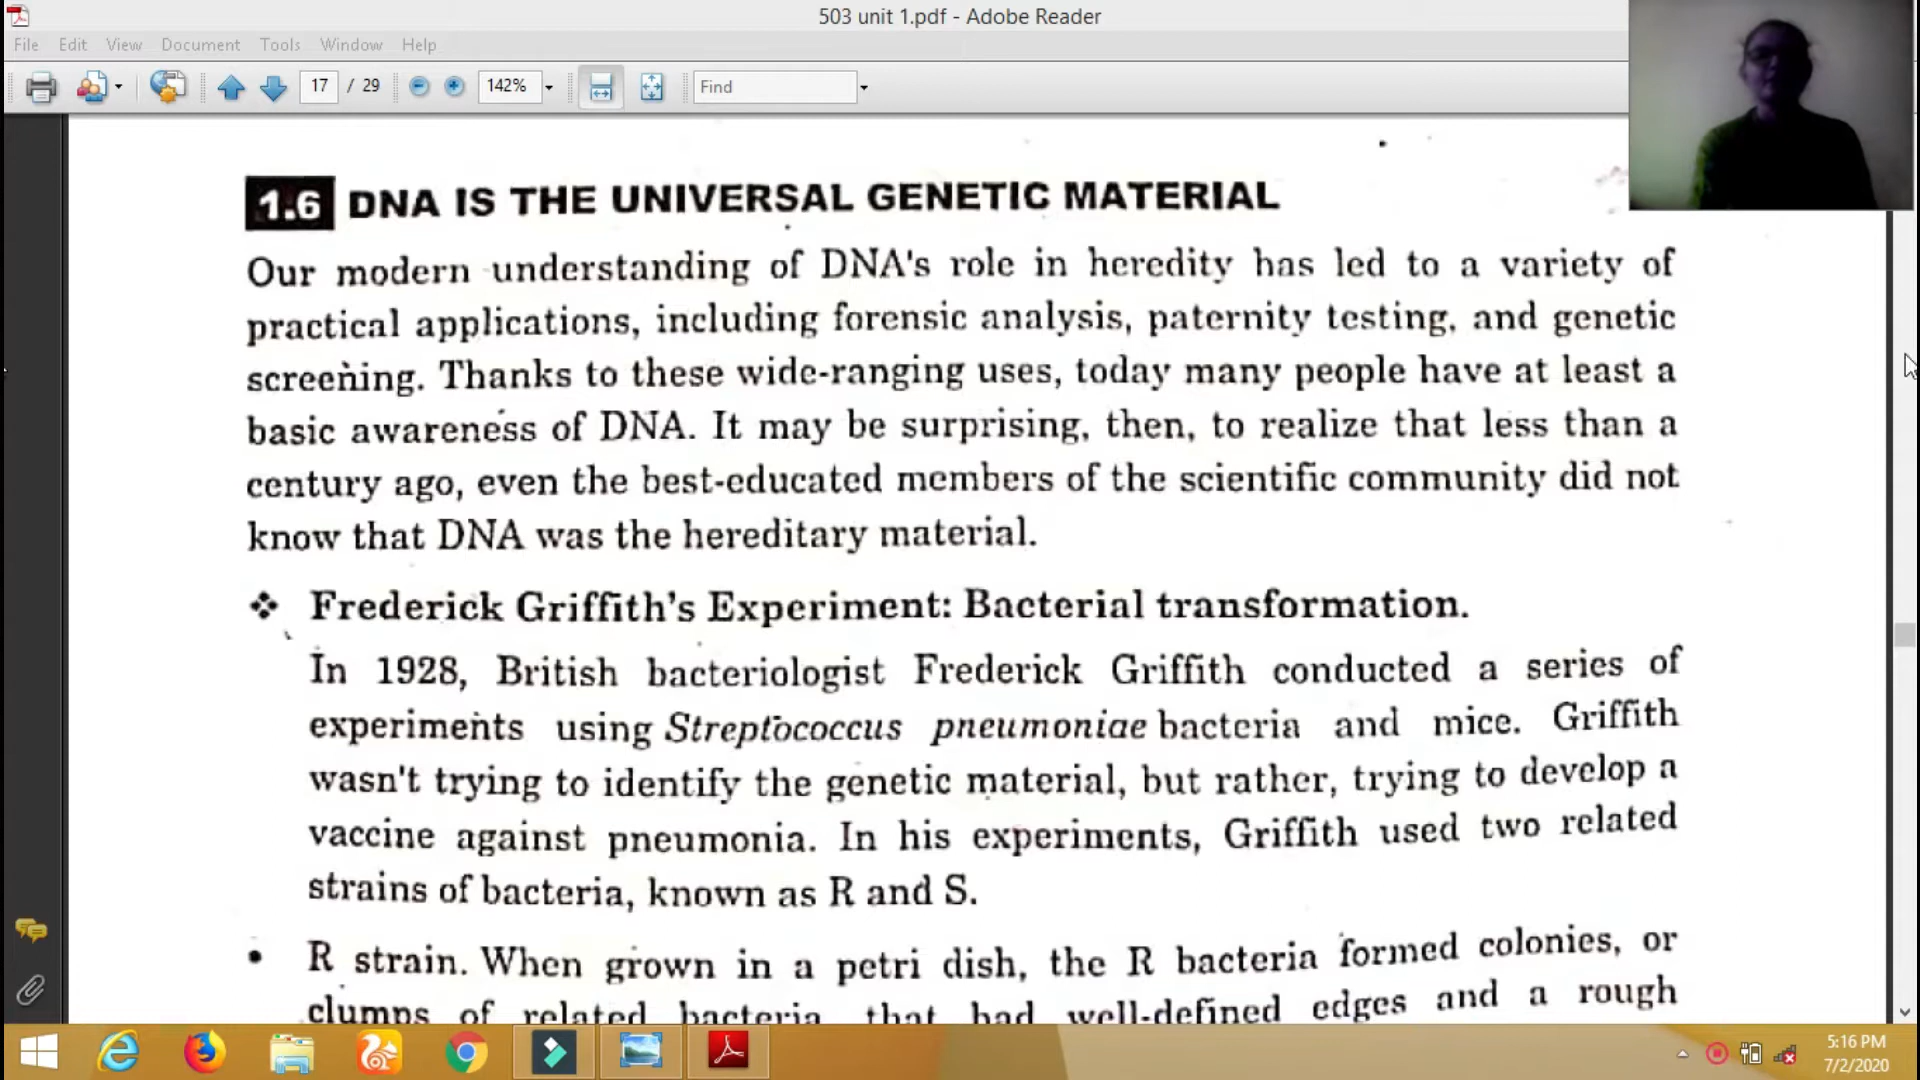 503 unit 1.pdf - Adobe Reader
File Edit View Document Tools Window Help
17 / 29 142% Find
1.6 DNA IS THE UNIVERSAL GENETIC MATERIAL
Our modern understanding of DNA's role in heredity has led to a variety of
practical applications, including forensic analysis, paternity testing, and genetic
screening. Thanks to these wide-ranging uses, today many people have at least a
basic awareness of DNA. It may be surprising, then, to realize that less than a
century ago, even the best-educated members of the scientific community did not
know that DNA was the hereditary material.
❖ Frederick Griffith's Experiment: Bacterial transformation.
In 1928, British bacteriologist Frederick Griffith conducted a series of
experiments using Streptococcus pneumoniae bacteria and mice. Griffith
wasn't trying to identify the genetic material, but rather, trying to develop a
vaccine against pneumonia. In his experiments, Griffith used two related
strains of bacteria, known as R and S.
• R strain. When grown in a petri dish, the R bacteria formed colonies, or
clumps of related bacteria, that had well-defined edges and a rough
5:16 PM
7/2/2020